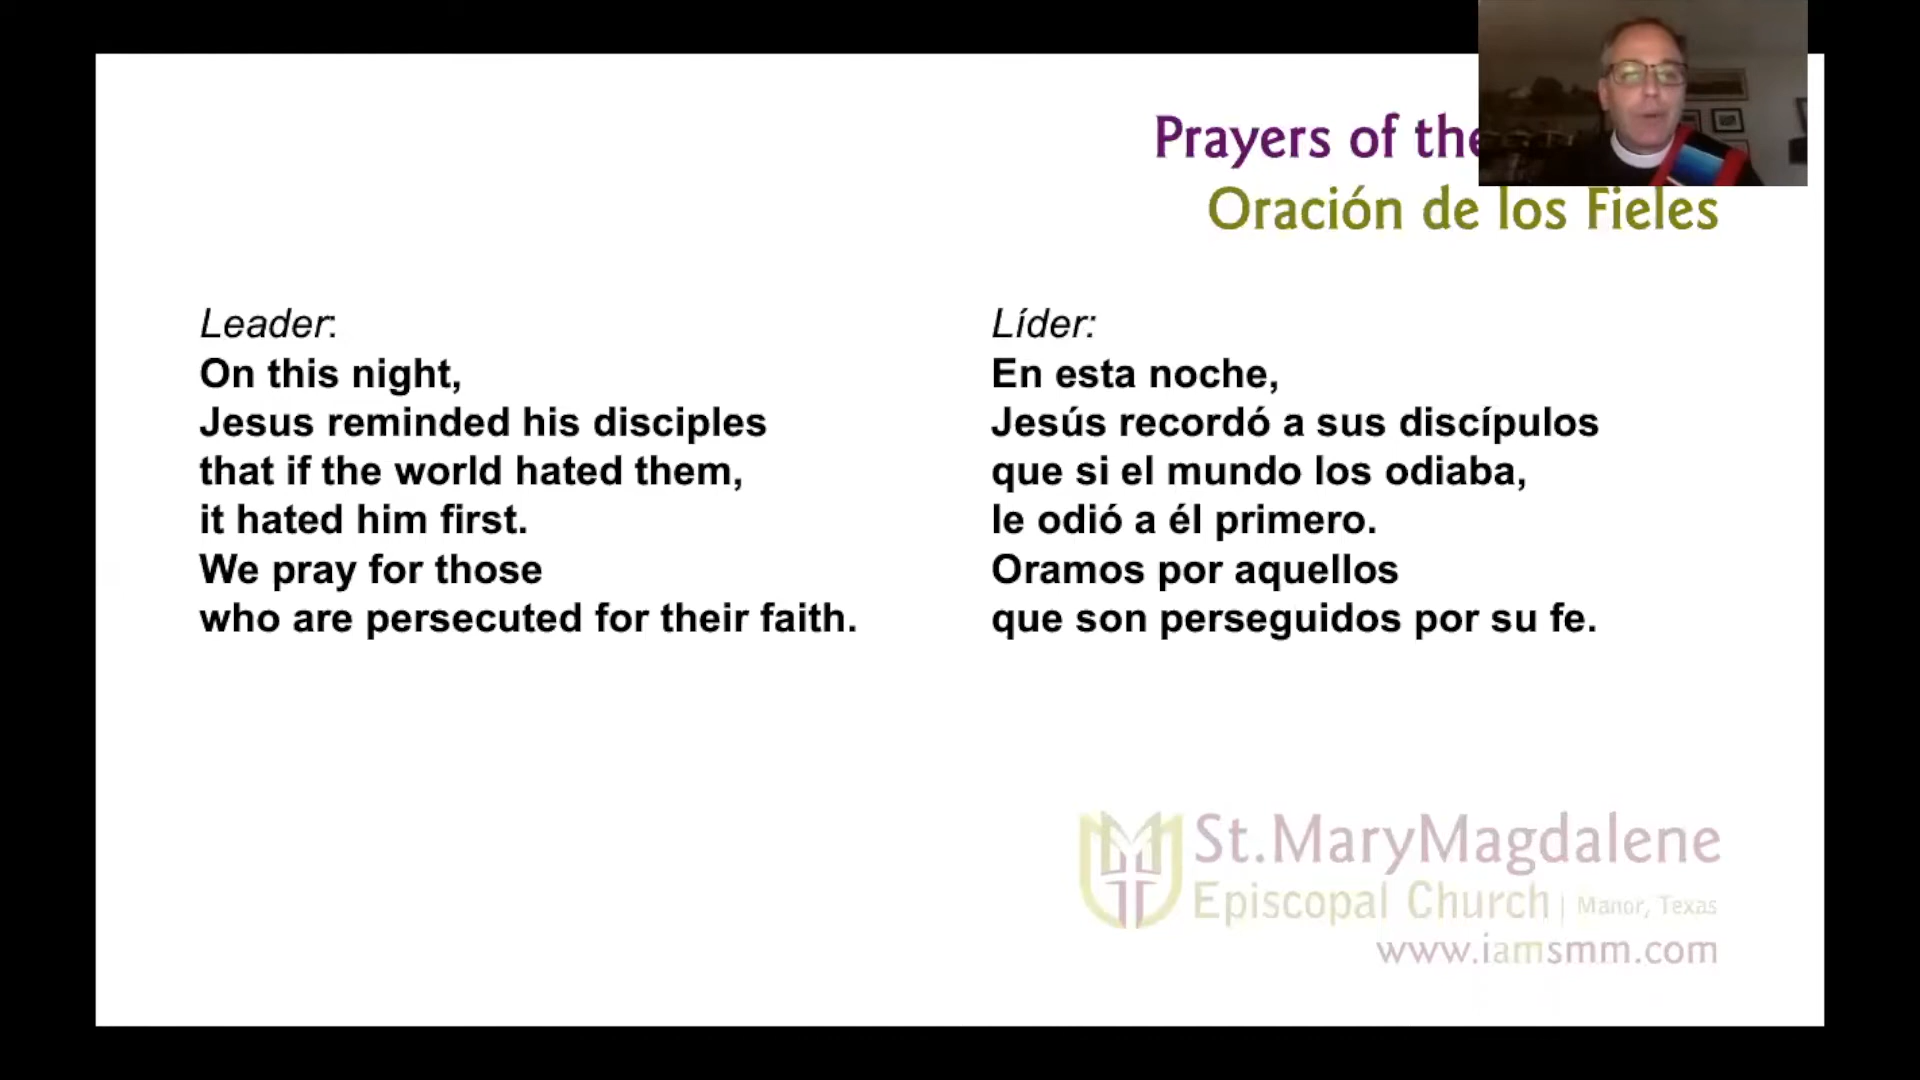 Prayers of the
Oración de los Fieles
Leader:
On this night,
Jesus reminded his disciples
that if the world hated them,
it hated him first.
We pray for those
who are persecuted for their faith.
Líder:
En esta noche,
Jesús recordó a sus discípulos
que si el mundo los odiaba,
le odió a él primero.
Oramos por aquellos
que son perseguidos por su fe.
St.MaryMagdalene
Episcopal Church | Manor, Texas
www.iamsmm.com